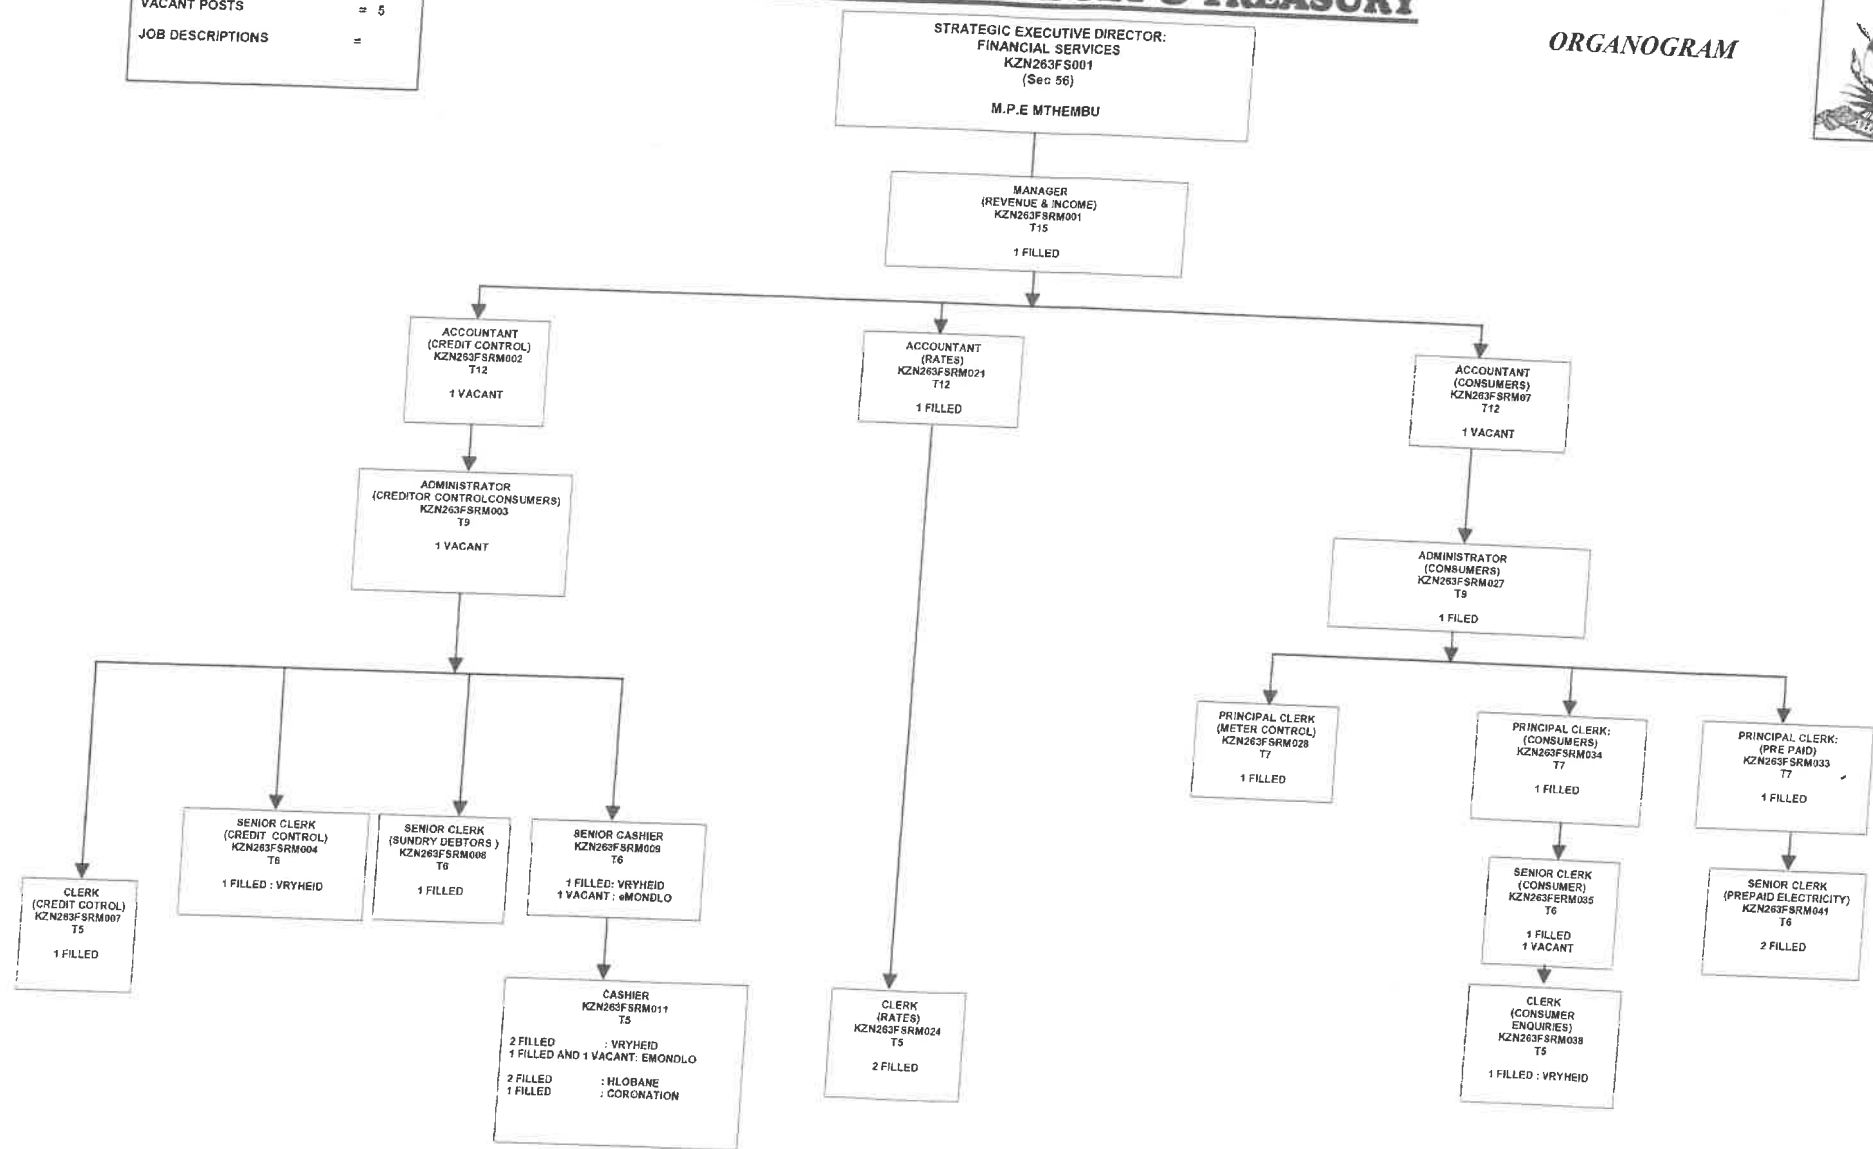 VACANT POSTS = 5
JOB DESCRIPTIONS =
& TREASURY
ORGANOGRAM
STRATEGIC EXECUTIVE DIRECTOR:
FINANCIAL SERVICES
KZN263FS001
(Sec 56)
M.P.E MTHEMBU
MANAGER
(REVENUE & INCOME)
KZN263FSRM001
T15
1 FILLED
ACCOUNTANT
(CREDIT CONTROL)
KZN263FSRM002
T12
1 VACANT
ACCOUNTANT
(RATES)
KZN263FSRM021
T12
1 FILLED
ACCOUNTANT
(CONSUMERS)
KZN263FSRM07
T12
1 VACANT
ADMINISTRATOR
(CREDITOR CONTROLCONSUMERS)
KZN263FSRM003
T9
1 VACANT
ADMINISTRATOR
(CONSUMERS)
KZN263FSRM027
T9
1 FILED
PRINCIPAL CLERK
(METER CONTROL)
KZN263FSRM028
T7
1 FILLED
PRINCIPAL CLERK:
(CONSUMERS)
KZN263FSRM034
T7
1 FILLED
PRINCIPAL CLERK:
(PRE PAID)
KZN263FSRM033
T7
1 FILLED
CLERK
(CREDIT COTROL)
KZN263FSRM007
T5
1 FILLED
SENIOR CLERK
(CREDIT CONTROL)
KZN263FSRM004
T6
1 FILLED : VRYHEID
SENIOR CLERK
(SUNDRY DEBTORS )
KZN263FSRM008
T6
1 FILLED
SENIOR CASHIER
KZN263FSRM009
T6
1 FILLED: VRYHEID
1 VACANT : eMONDLO
SENIOR CLERK
(CONSUMER)
KZN263FERM035
T6
1 FILLED
1 VACANT
SENIOR CLERK
(PREPAID ELECTRICITY)
KZN263FSRM041
T6
2 FILLED
CASHIER
KZN263FSRM011
T5
2 FILLED : VRYHEID
1 FILLED AND 1 VACANT: EMONDLO
2 FILLED : HLOBANE
1 FILLED : CORONATION
CLERK
(RATES)
KZN263FSRM024
T5
2 FILLED
CLERK
(CONSUMER
ENQUIRIES)
KZN263FSRM038
T5
1 FILLED : VRYHEID